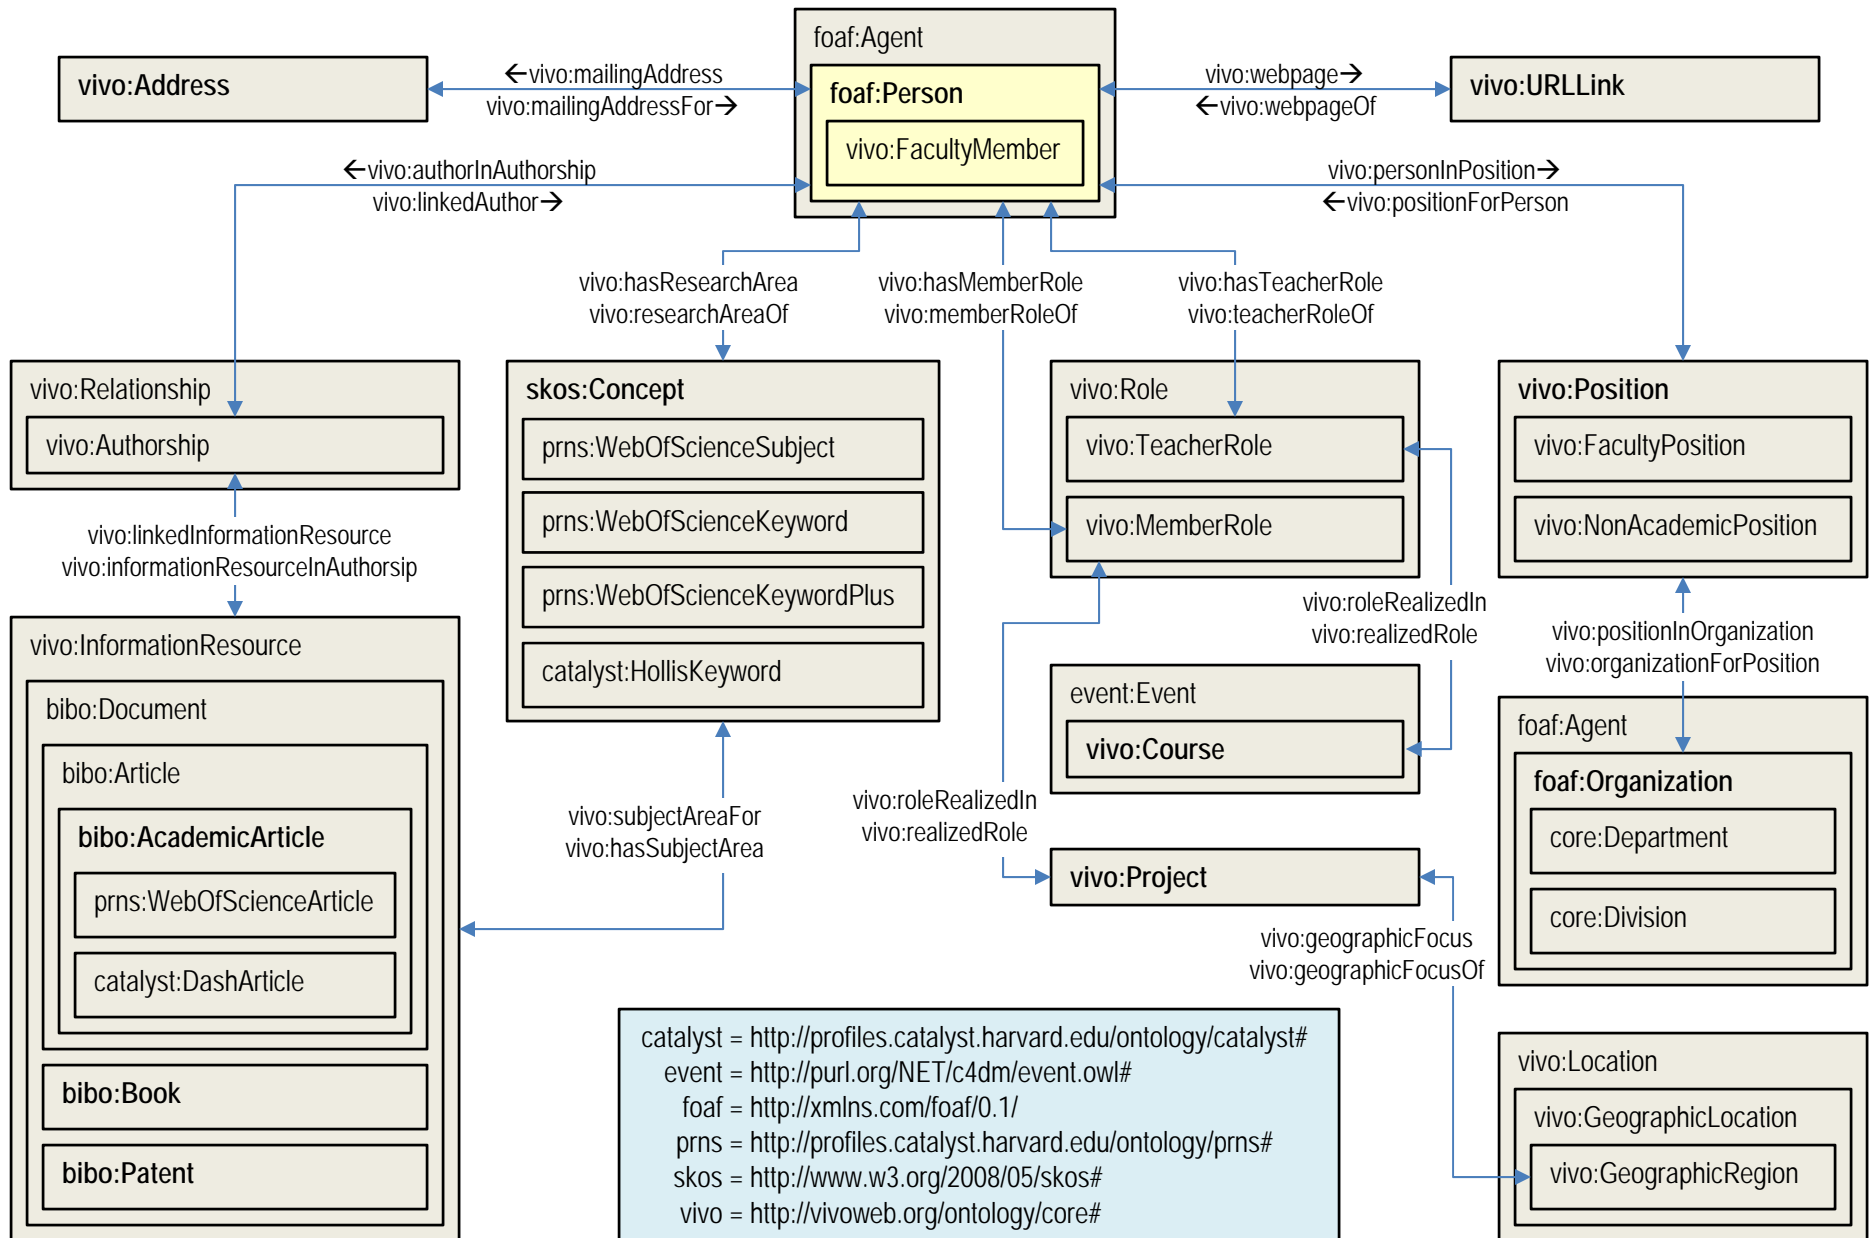 foaf:Agent
vivo:Address
←vivo:mailingAddress
vivo:mailingAddressFor→
foaf:Person
vivo:FacultyMember
vivo:webpage→
←vivo:webpageOf
vivo:URLLink
←vivo:authorInAuthorship
vivo:linkedAuthor→
vivo:personInPosition→
←vivo:positionForPerson
vivo:hasResearchArea
vivo:researchAreaOf
vivo:hasMemberRole
vivo:memberRoleOf
vivo:hasTeacherRole
vivo:teacherRoleOf
vivo:Relationship
vivo:Authorship
vivo:linkedInformationResource
vivo:informationResourceInAuthorsip
vivo:InformationResource
bibo:Document
bibo:Article
bibo:AcademicArticle
prns:WebOfScienceArticle
catalyst:DashArticle
bibo:Book
bibo:Patent
skos:Concept
prns:WebOfScienceSubject
prns:WebOfScienceKeyword
prns:WebOfScienceKeywordPlus
catalyst:HollisKeyword
vivo:subjectAreaFor
vivo:hasSubjectArea
vivo:Role
vivo:TeacherRole
vivo:MemberRole
vivo:roleRealizedIn
vivo:realizedRole
event:Event
vivo:Course
vivo:roleRealizedIn
vivo:realizedRole
vivo:Project
vivo:geographicFocus
vivo:geographicFocusOf
vivo:Position
vivo:FacultyPosition
vivo:NonAcademicPosition
vivo:positionInOrganization
vivo:organizationForPosition
foaf:Agent
foaf:Organization
core:Department
core:Division
vivo:Location
vivo:GeographicLocation
vivo:GeographicRegion
catalyst = http://profiles.catalyst.harvard.edu/ontology/catalyst#
event = http://purl.org/NET/c4dm/event.owl#
foaf = http://xmlns.com/foaf/0.1/
prns = http://profiles.catalyst.harvard.edu/ontology/prns#
skos = http://www.w3.org/2008/05/skos#
vivo = http://vivoweb.org/ontology/core#